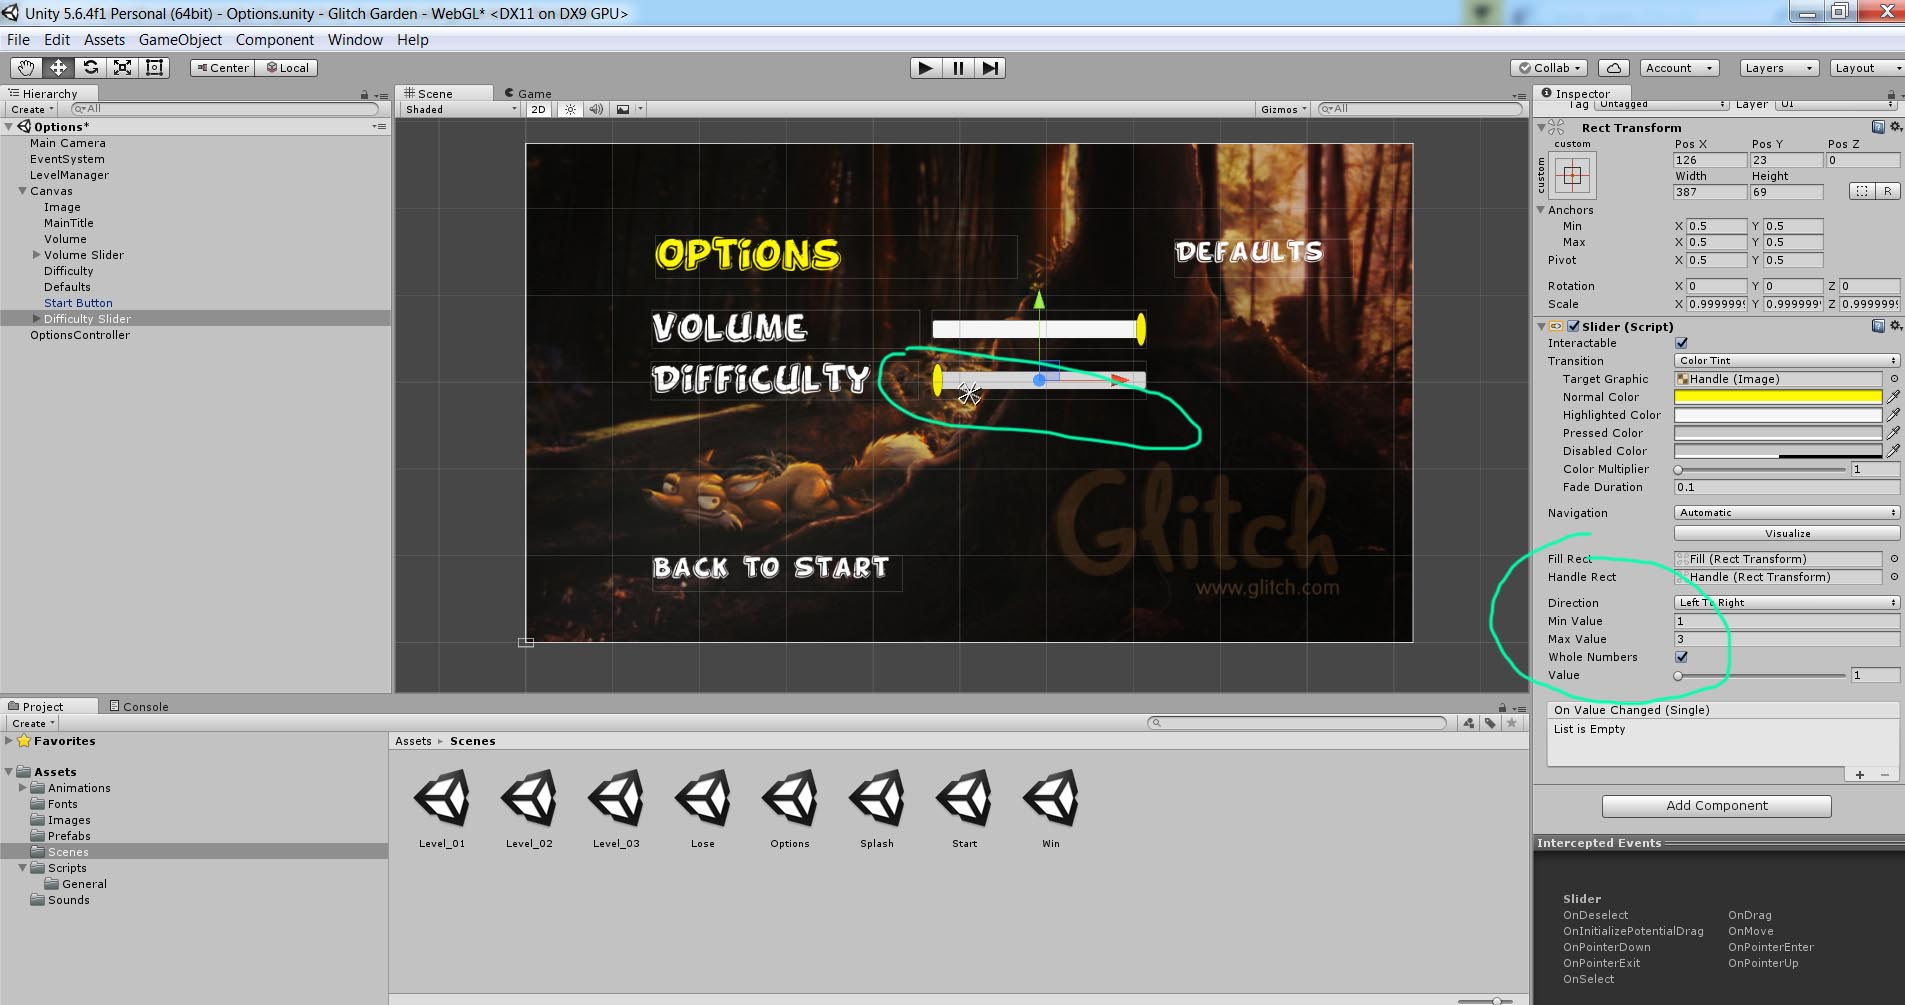 Unity 5.6.4f1 Personal (64bit) - Options.unity - Glitch Garden - WebGL* <DX11 on DX9 GPU>
File Edit Assets GameObject Component Window Help
Center Local Collab Account Layers Layout
Hierarchy
Create All
Options*
Main Camera
EventSystem
LevelManager
Canvas
Image
MainTitle
Volume
Volume Slider
Difficulty
Defaults
Start Button
Difficulty Slider
OptionsController
Scene Game
Shaded 2D Gizmos All
OPTiONS DEFAULTS
VOLUME
DiFFiCULTY
BACK TO START
Glitch
www.glitch.com
Inspector
Tag Untagged Layer UI
Rect Transform
custom Pos X Pos Y Pos Z
custom 126 23 0
Width Height
387 69 R
Anchors
Min X 0.5 Y 0.5
Max X 0.5 Y 0.5
Pivot X 0.5 Y 0.5
Rotation X 0 Y 0 Z 0
Scale X 0.9999999 Y 0.9999999 Z 0.9999999
Slider (Script)
Interactable
Transition Color Tint
Target Graphic Handle (Image)
Normal Color
Highlighted Color
Pressed Color
Disabled Color
Color Multiplier 1
Fade Duration 0.1
Navigation Automatic
Visualize
Fill Rect Fill (Rect Transform)
Handle Rect Handle (Rect Transform)
Direction Left To Right
Min Value 1
Max Value 3
Whole Numbers
Value 1
On Value Changed (Single)
List is Empty
+ −
Add Component
Intercepted Events
Slider
OnDeselect OnDrag
OnInitializePotentialDrag OnMove
OnPointerDown OnPointerEnter
OnPointerExit OnPointerUp
OnSelect
Project Console
Create
Favorites
Assets
Animations
Fonts
Images
Prefabs
Scenes
Scripts
General
Sounds
Assets Scenes
Level_01 Level_02 Level_03 Lose Options Splash Start Win